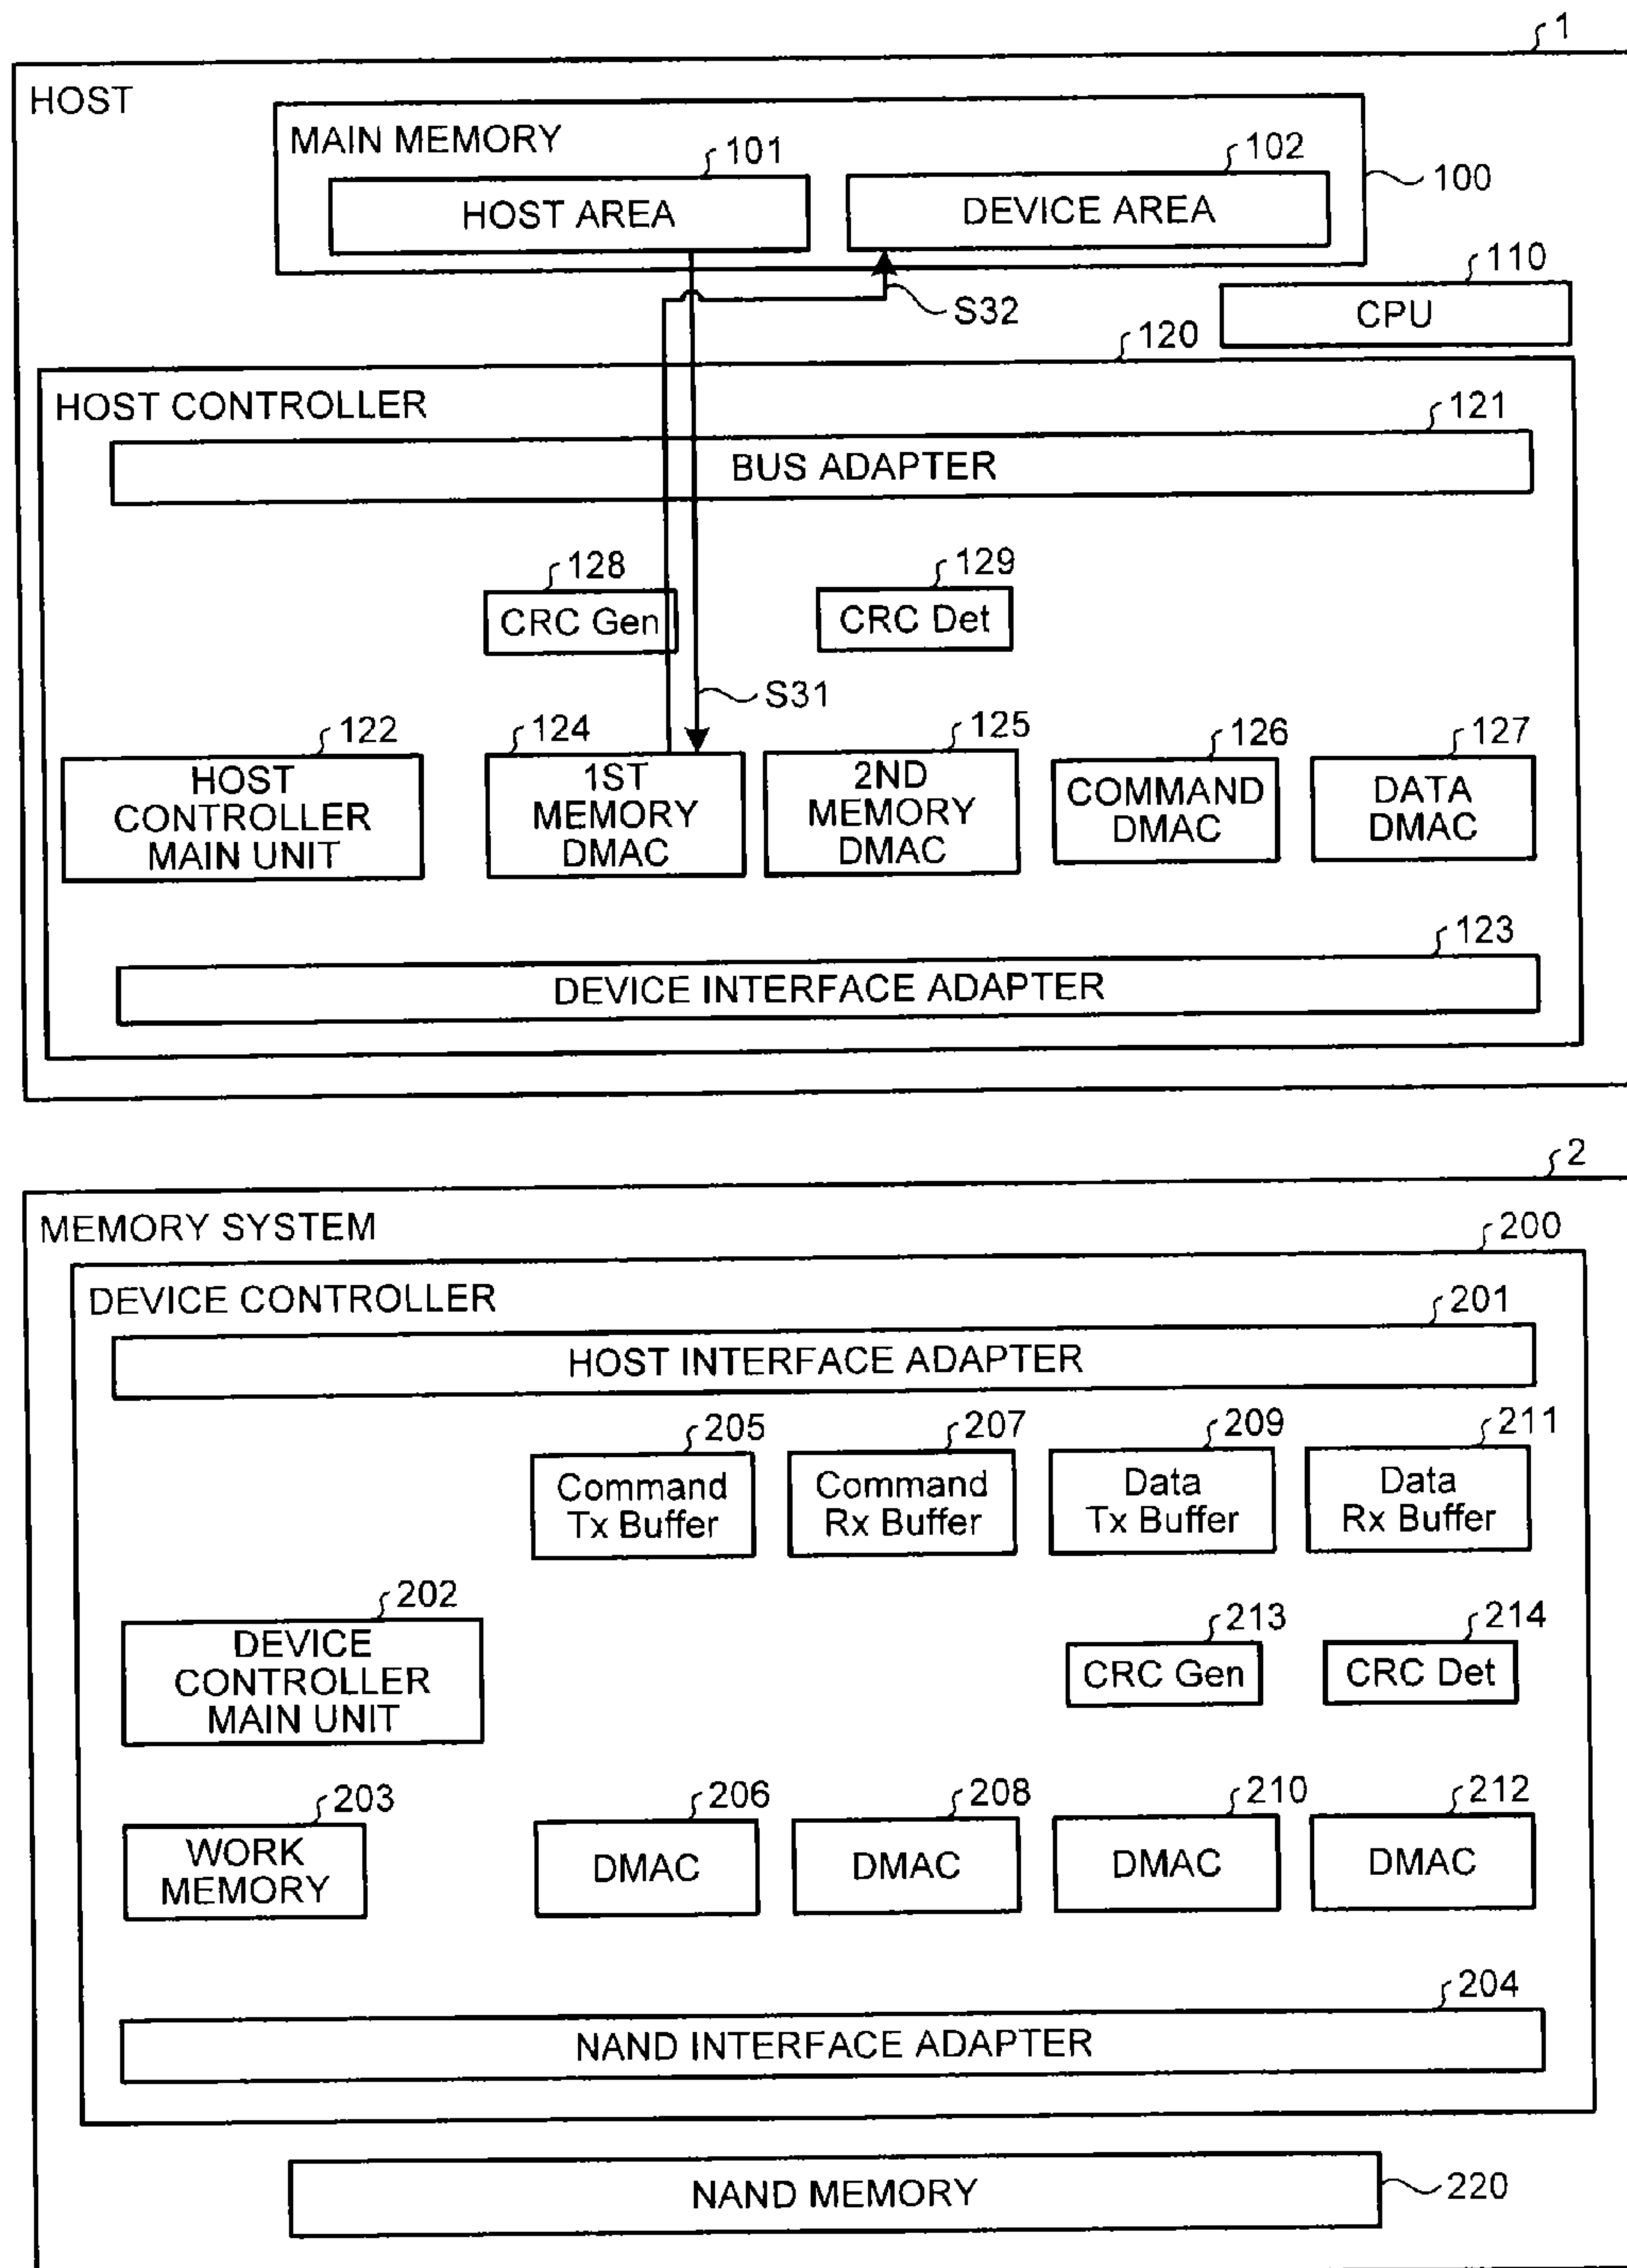 1
HOST
MAIN MEMORY
101
102
100
HOST AREA
DEVICE AREA
110
S32
CPU
120
HOST CONTROLLER
121
BUS ADAPTER
128
129
CRC Gen
CRC Det
S31
122
124
125
126
127
HOST
CONTROLLER
MAIN UNIT
1ST
MEMORY
DMAC
2ND
MEMORY
DMAC
COMMAND
DMAC
DATA
DMAC
123
DEVICE INTERFACE ADAPTER
2
MEMORY SYSTEM
200
DEVICE CONTROLLER
201
HOST INTERFACE ADAPTER
205
207
209
211
Command
Tx Buffer
Command
Rx Buffer
Data
Tx Buffer
Data
Rx Buffer
202
213
214
DEVICE
CONTROLLER
MAIN UNIT
CRC Gen
CRC Det
203
206
208
210
212
WORK
MEMORY
DMAC
DMAC
DMAC
DMAC
204
NAND INTERFACE ADAPTER
NAND MEMORY
220